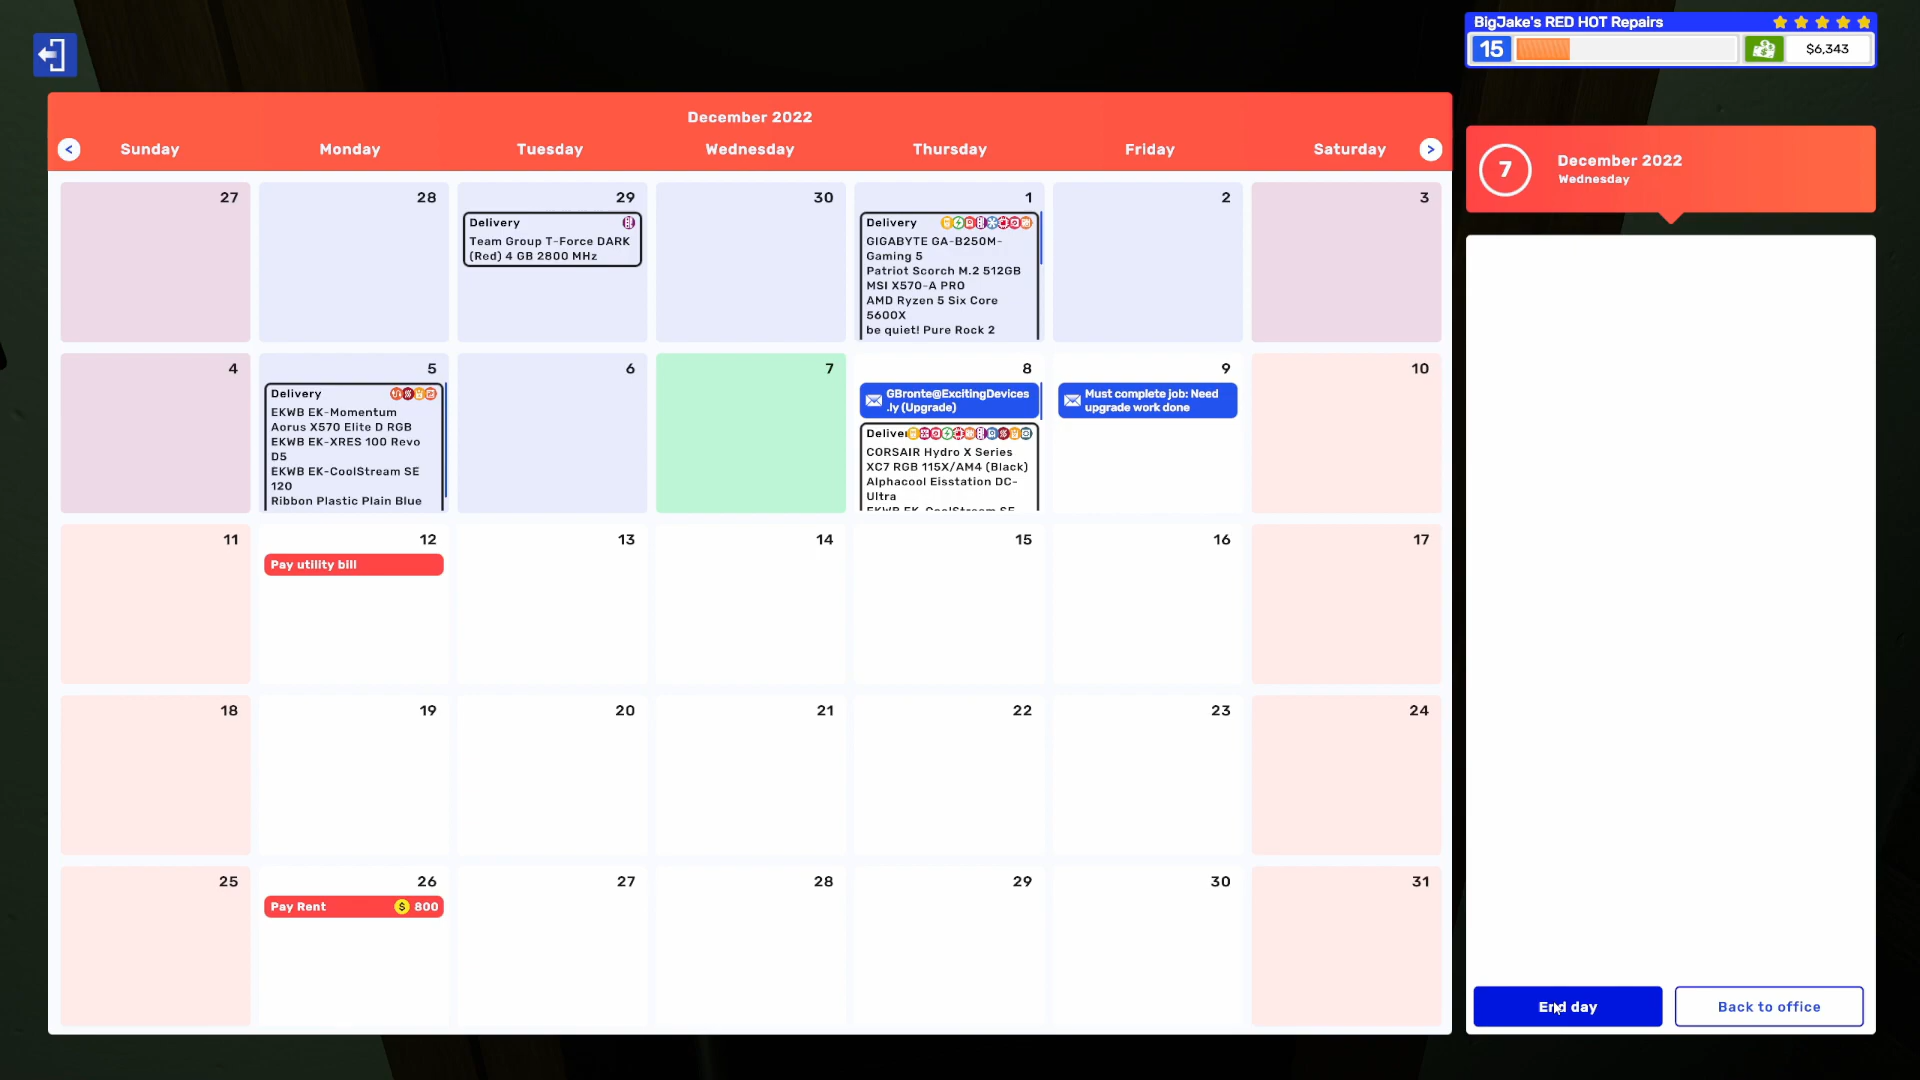 BigJake's RED HOT Repairs
15
$6,343
December 2022
< Sunday Monday Tuesday Wednesday Thursday Friday Saturday >
7
December 2022
Wednesday
27 28 29 30 1 2 3
Delivery
Team Group T-Force DARK
(Red) 4 GB 2800 MHz
Delivery
GIGABYTE GA-B250M-
Gaming 5
Patriot Scorch M.2 512GB
MSI X570-A PRO
AMD Ryzen 5 Six Core
5600X
be quiet! Pure Rock 2
4 5 6 7 8 9 10
Delivery
EKWB EK-Momentum
Aorus X570 Elite D RGB
EKWB EK-XRES 100 Revo
D5
EKWB EK-CoolStream SE
120
Ribbon Plastic Plain Blue
GBronte@ExcitingDevices
.ly (Upgrade)
Deliver
CORSAIR Hydro X Series
XC7 RGB 115X/AM4 (Black)
Alphacool Eisstation DC-
Ultra
EKWB EK-CoolStream SE
Must complete job: Need
upgrade work done
11 12 13 14 15 16 17
Pay utility bill
18 19 20 21 22 23 24
25 26 27 28 29 30 31
Pay Rent $ 800
End day
Back to office